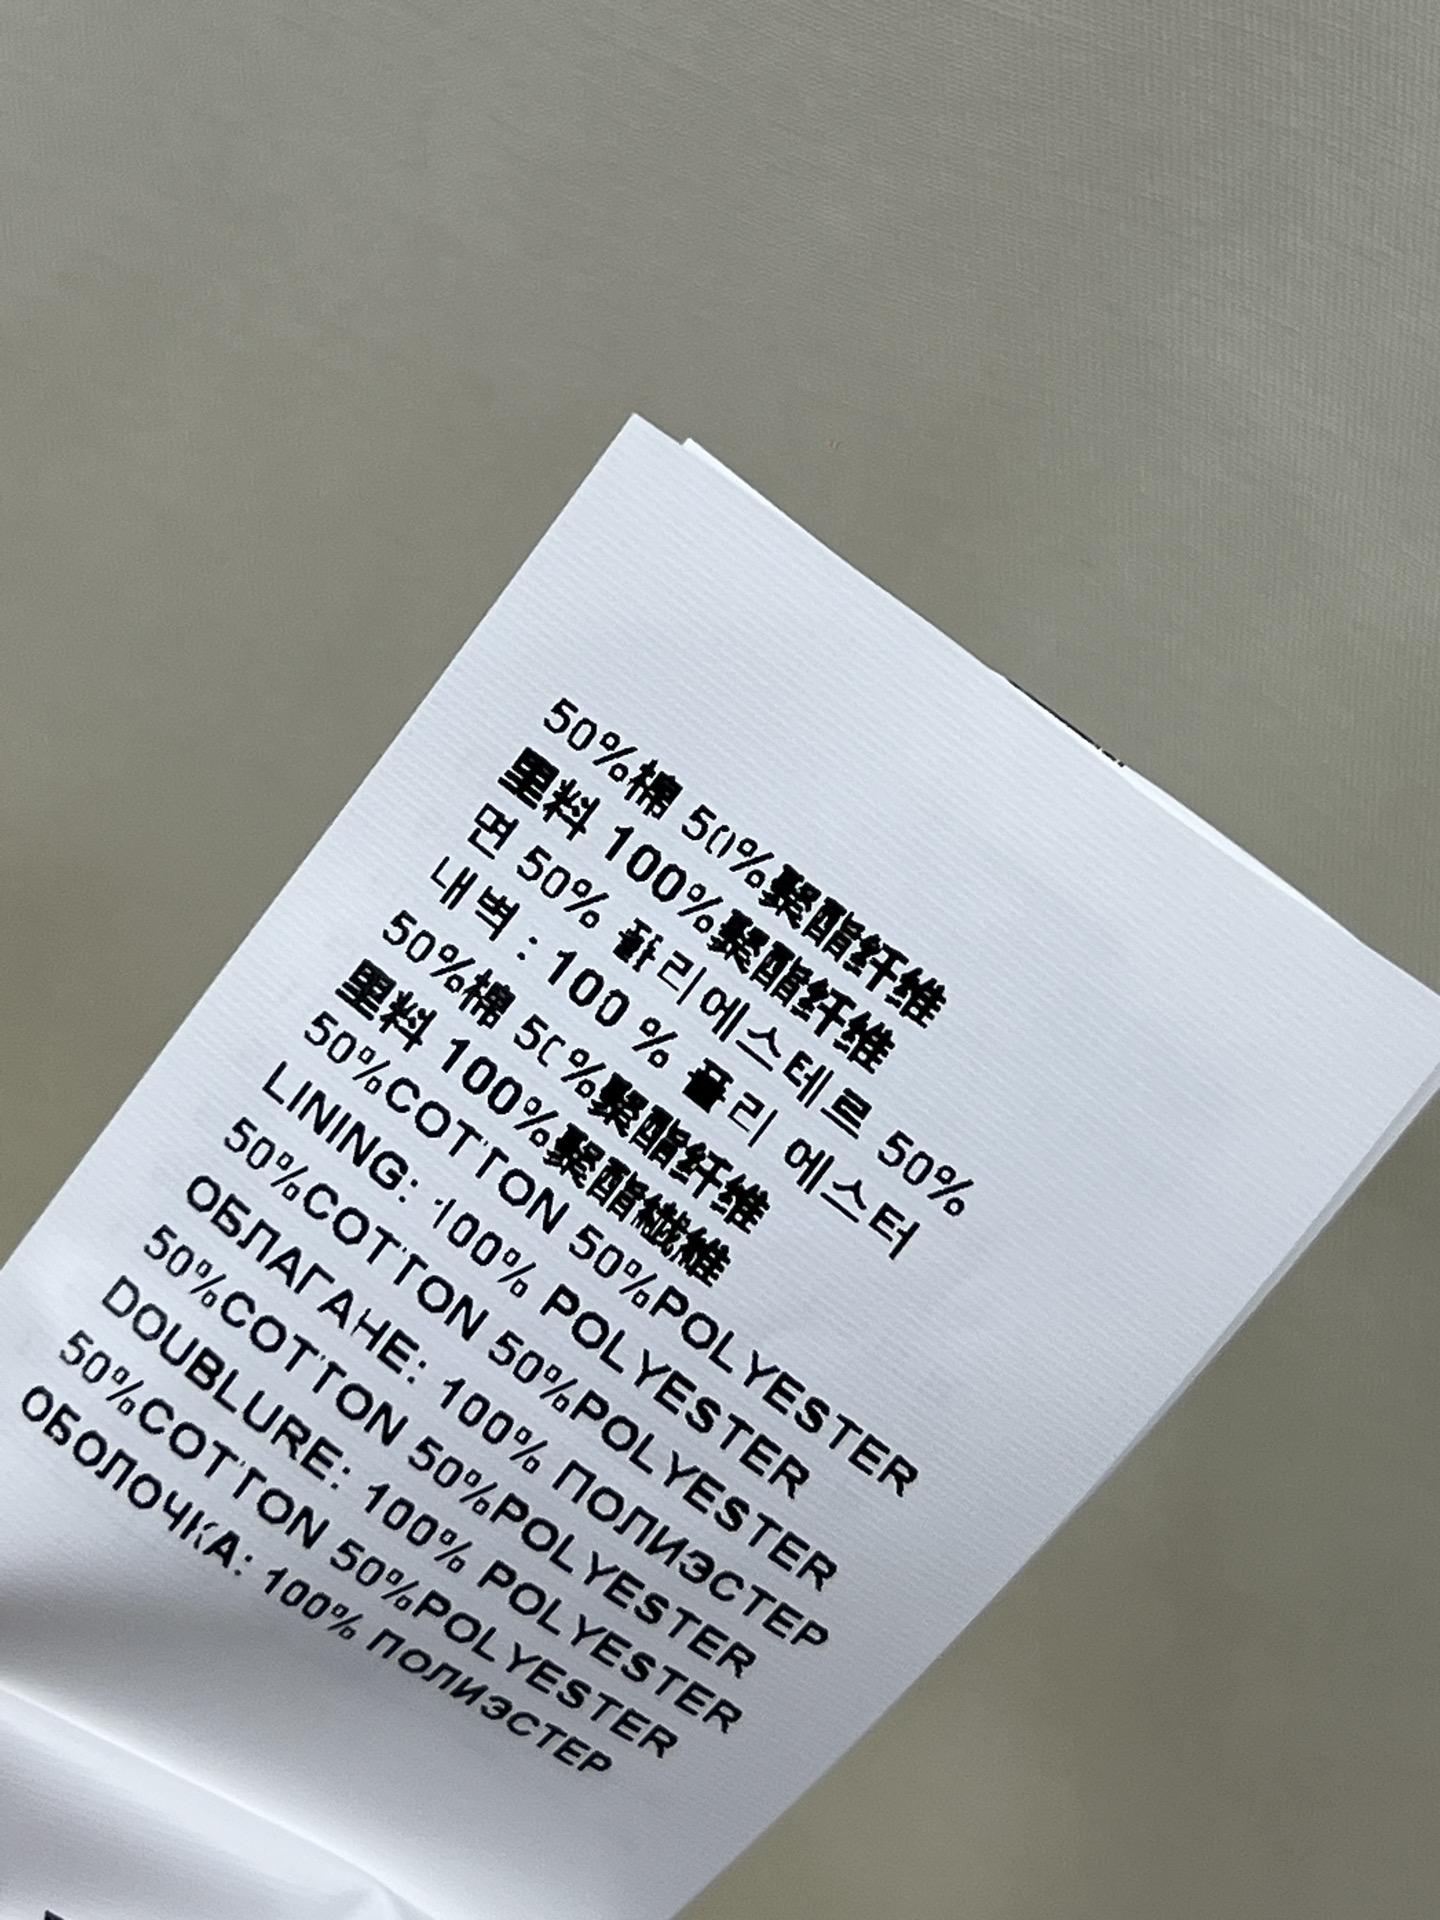 50%棉 50%聚酯纤维
里料 100%聚酯纤维
면 50% 폴리에스테르 50%
내벽 : 100 % 폴리 에스터
50%棉 50%聚酯纤维
里料 100%聚酯繊維
50%COTTON 50%POLYESTER
LINING: 100% POLYESTER
50%COTTON 50%POLYESTER
ОБЛАГАНЕ: 100% ПОЛИЭСТЕР
50%COTTON 50%POLYESTER
DOUBLURE: 100% POLYESTER
50%COTTON 50%POLYESTER
ОБОЛОЧКА: 100% ПОЛИЭСТЕР